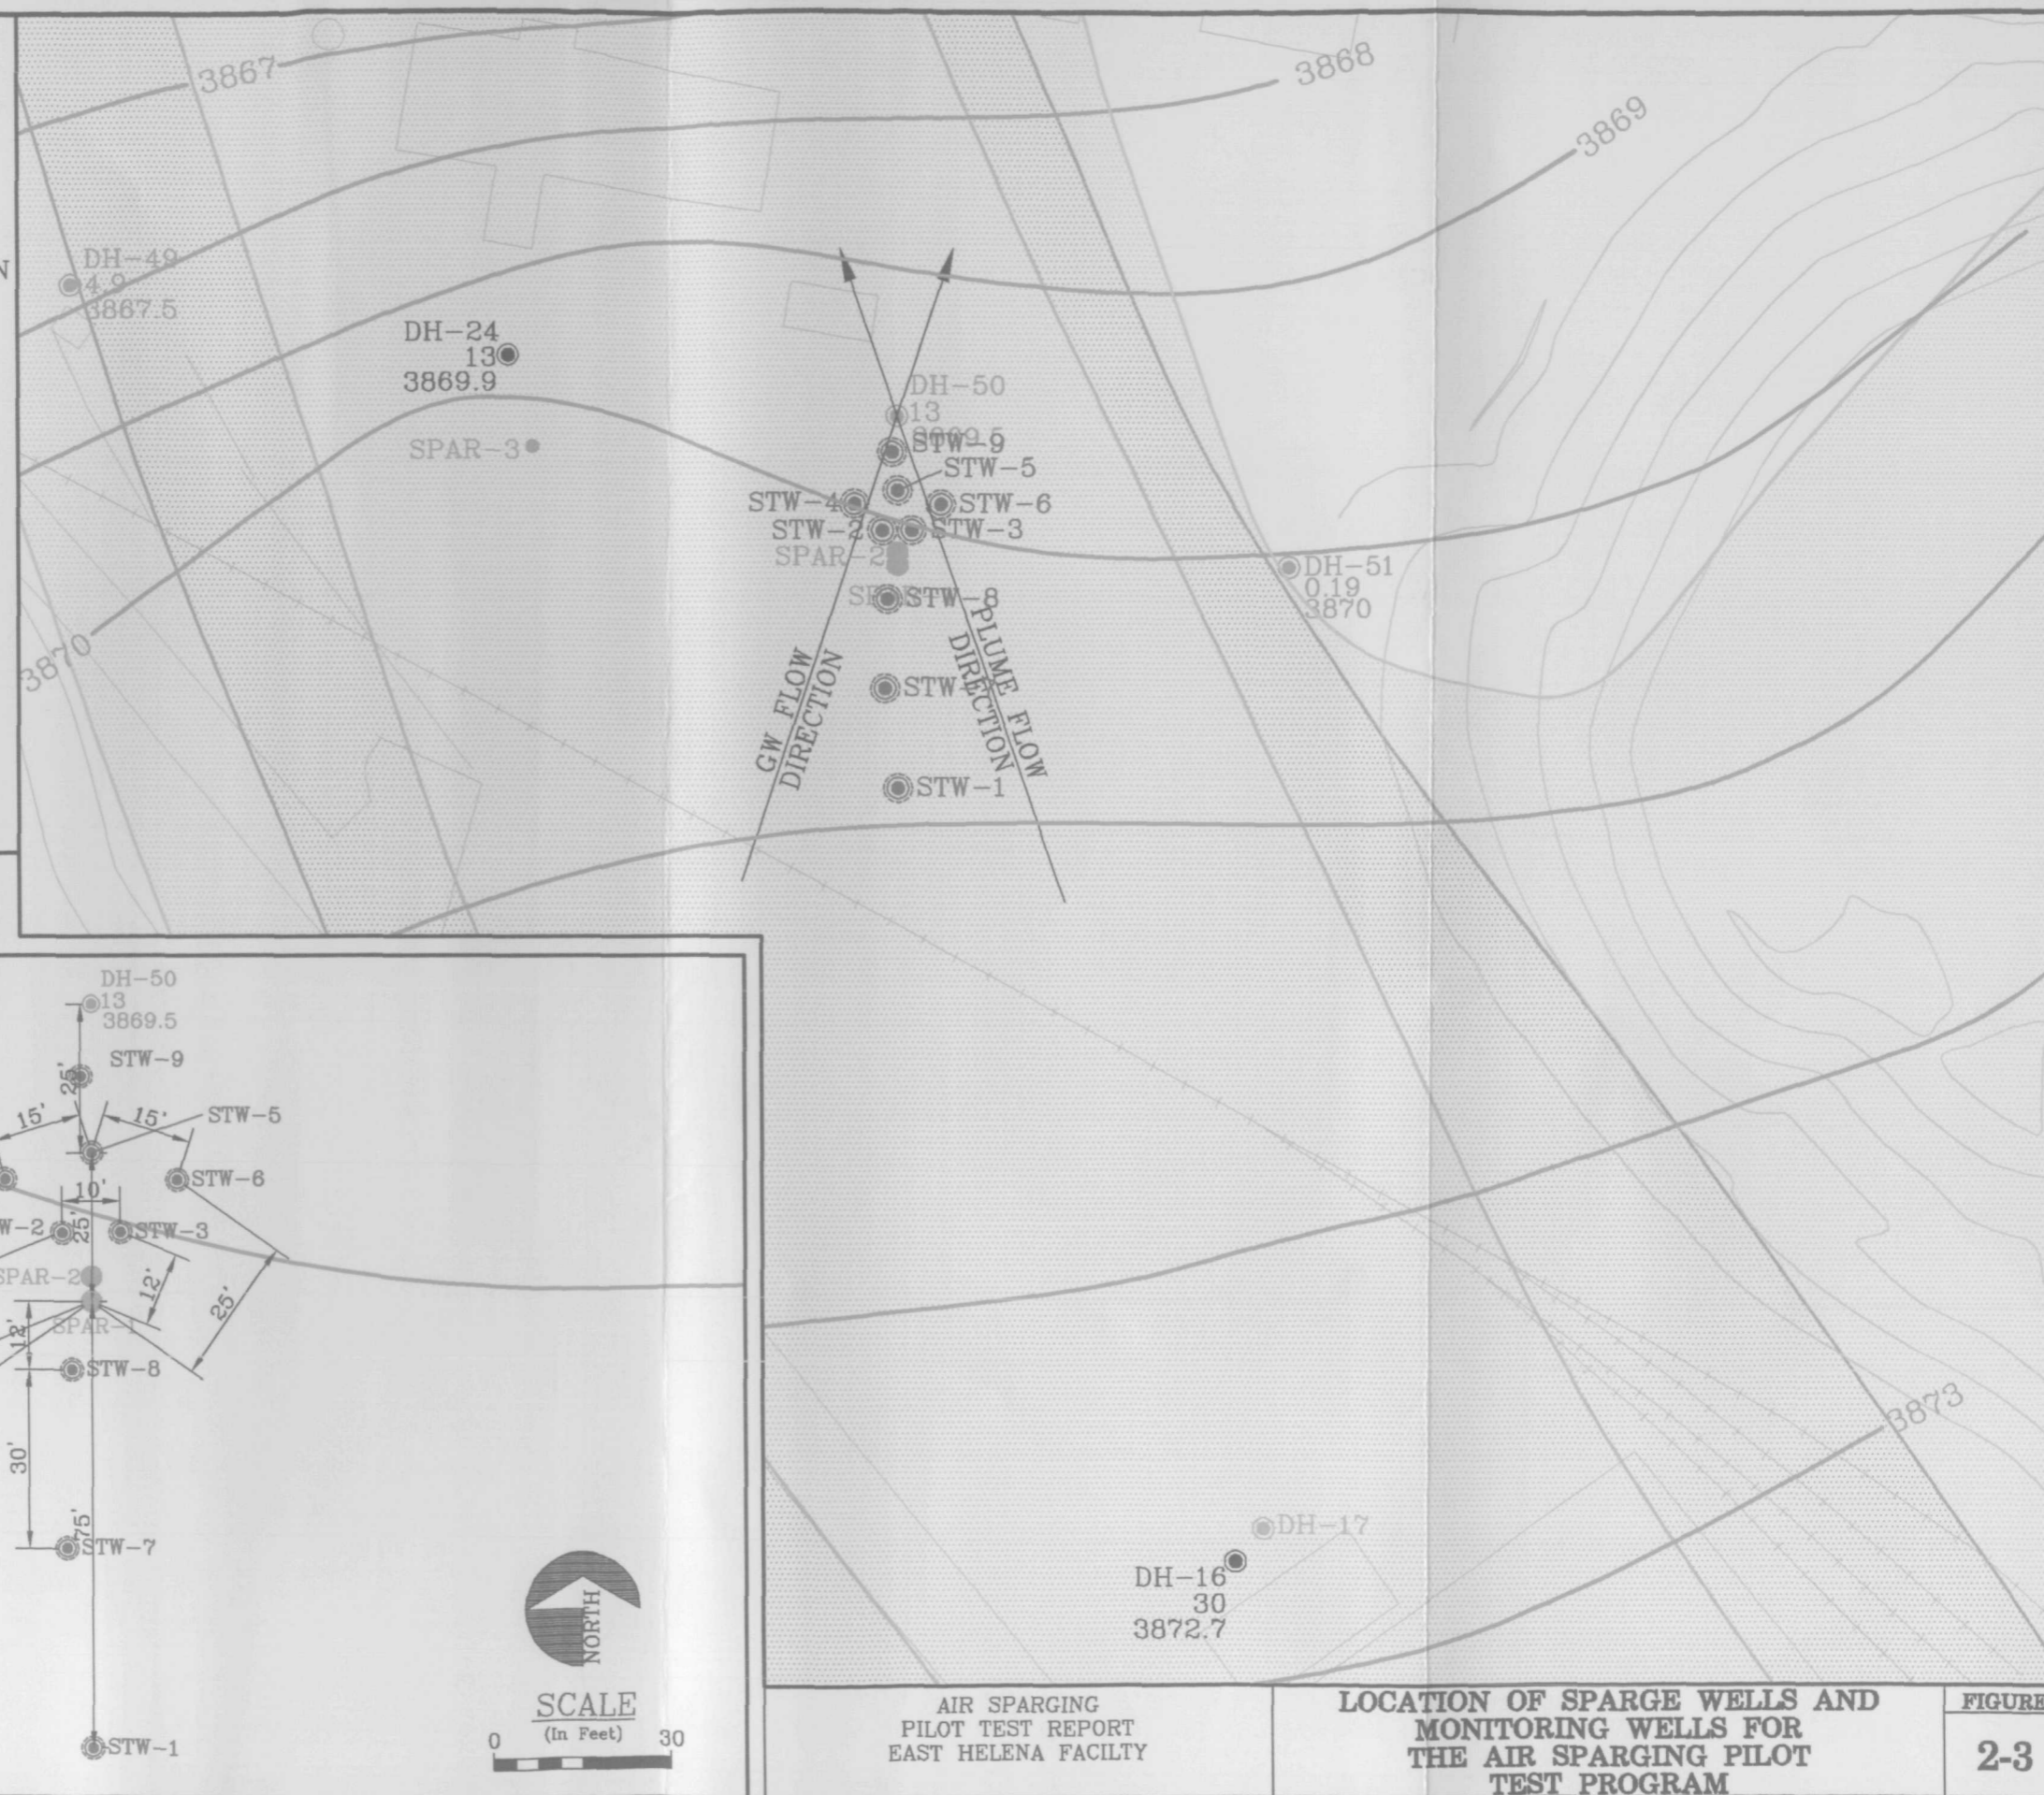 3867
3868
3869
N
DH-49
4.9
3867.5
DH-24
13
3869.9
SPAR-3
DH-50
13
3869.5
STW-9
STW-5
STW-4
STW-6
STW-2
STW-3
SPAR-2
STW-8
DH-51
0.19
3870
3870
GW FLOW
DIRECTION
PLUME FLOW
DIRECTION
STW-
STW-1
DH-50
13
3869.5
STW-9
25'
15'
15'
STW-5
STW-6
10'
W-2
25'
STW-3
SPAR-2
12'
25'
SPAR-1
12'
STW-8
30'
75'
STW-7
STW-1
NORTH
SCALE
(In Feet)
0 30
3873
DH-17
DH-16
30
3872.7
AIR SPARGING
PILOT TEST REPORT
EAST HELENA FACILTY
LOCATION OF SPARGE WELLS AND
MONITORING WELLS FOR
THE AIR SPARGING PILOT
TEST PROGRAM
FIGURE
2-3